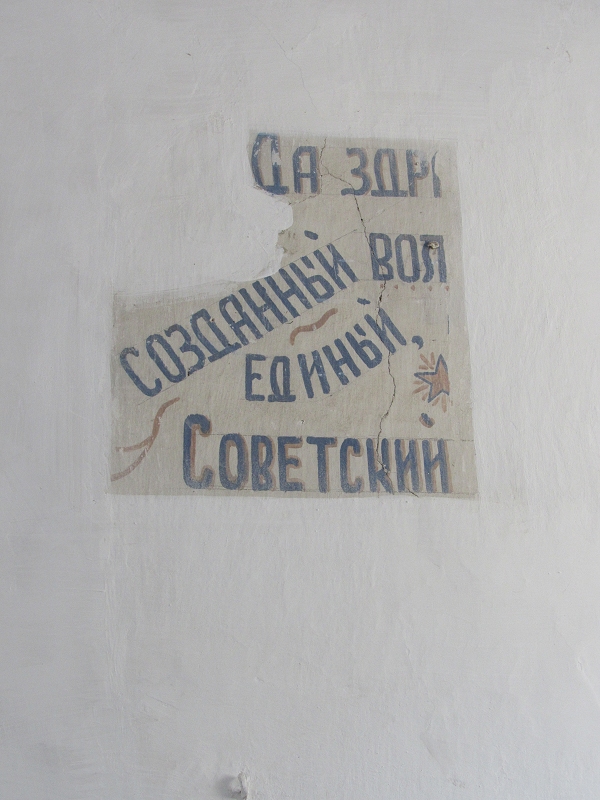 Да здр
созданный вол
единый,
Советский